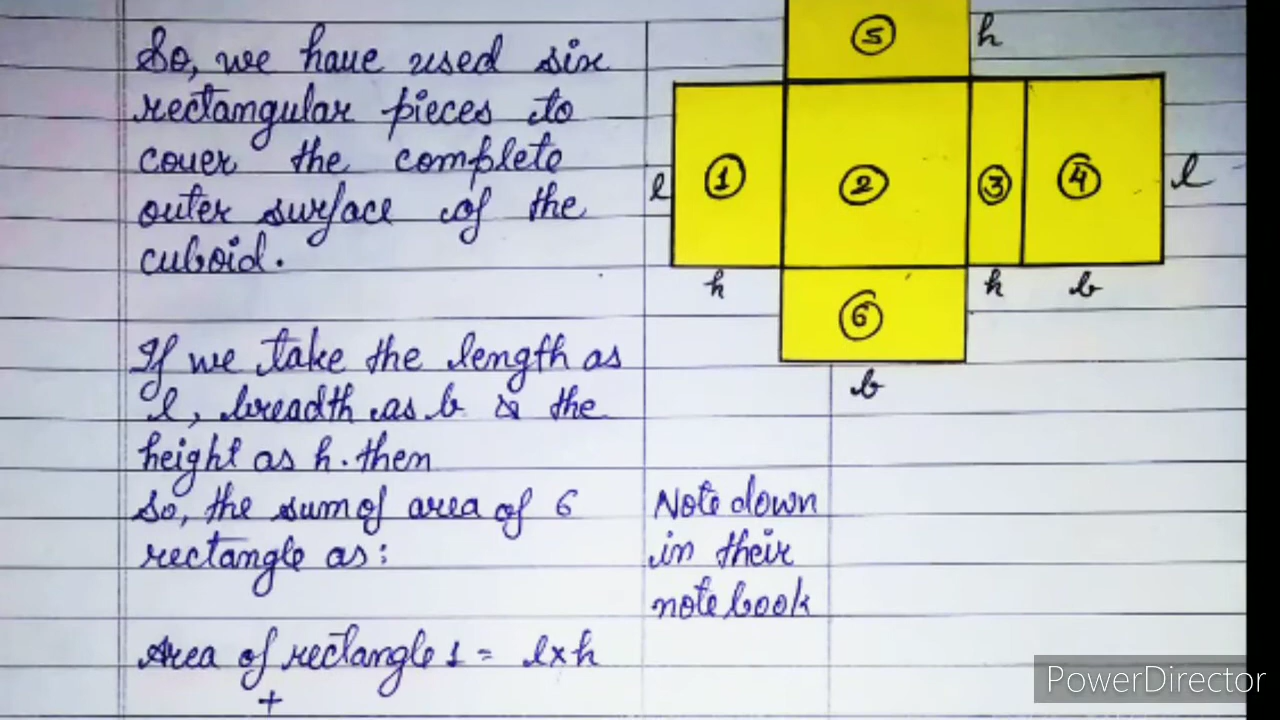 So, we have used six
rectangular pieces to
cover the complete
outer surface of the
cuboid.
If we take the length as
l, breadth as b & the
height as h. then
So, the sum of area of 6
rectangle as:
Area of rectangle 1 = l×h
+
5 h
l 1 2 3 4 l
h h b
6
b
Note down
in their
notebook
PowerDirector